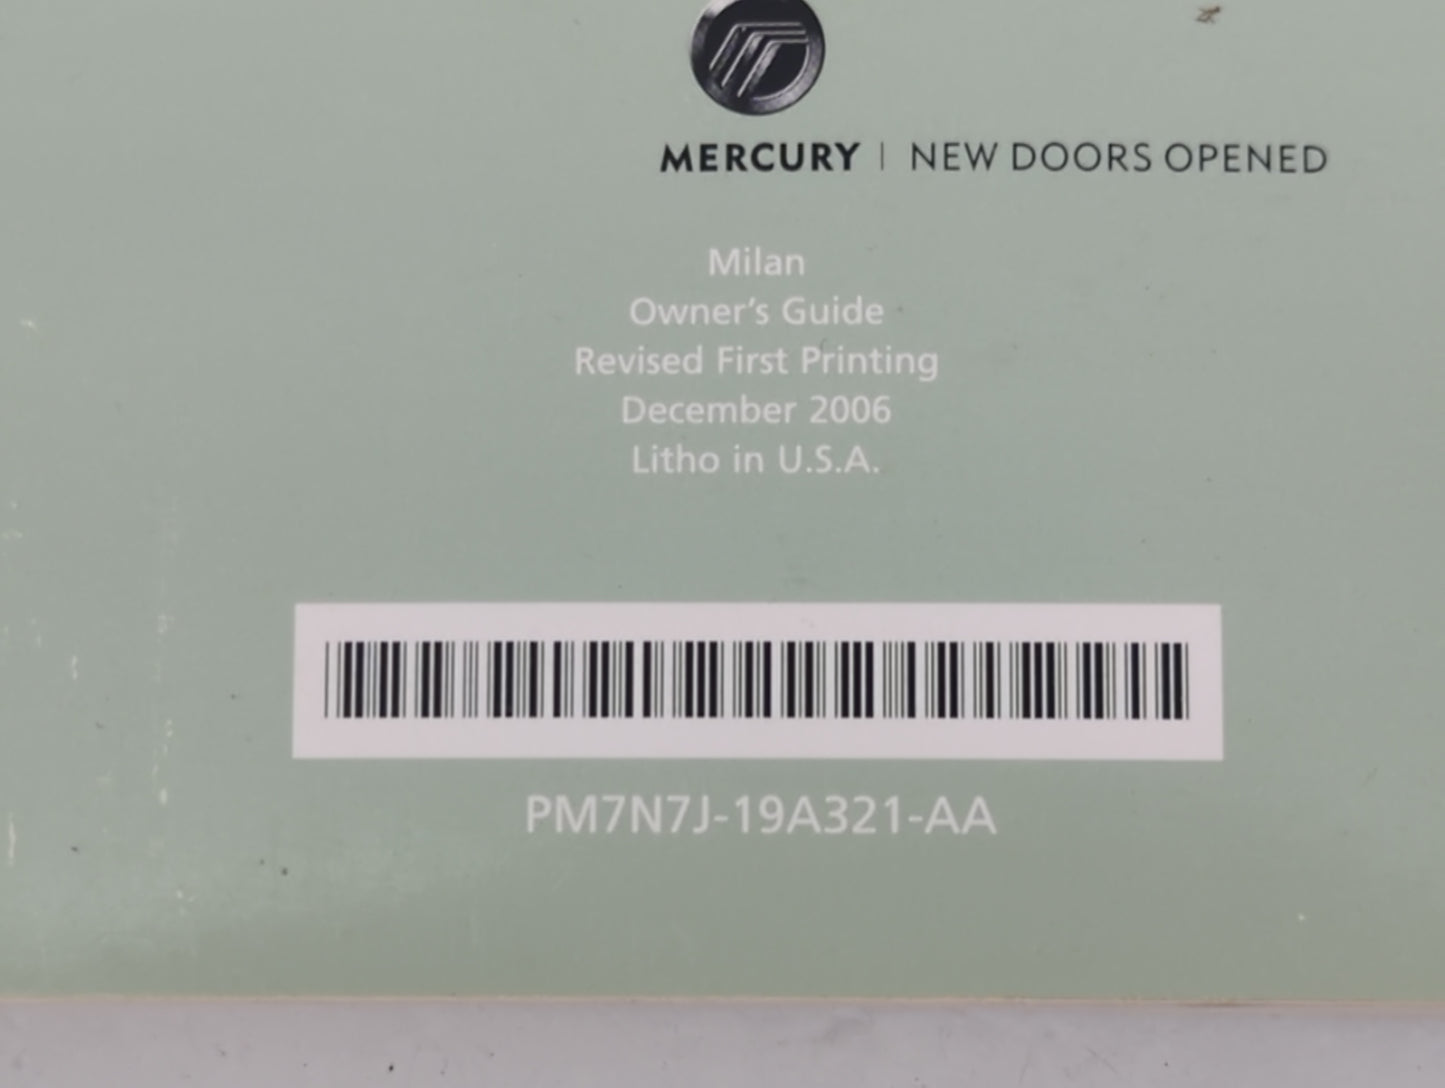 MERCURY | NEW DOORS OPENED
Milan
Owner's Guide
Revised First Printing
December 2006
Litho in U.S.A.
PM7N7J-19A321-AA